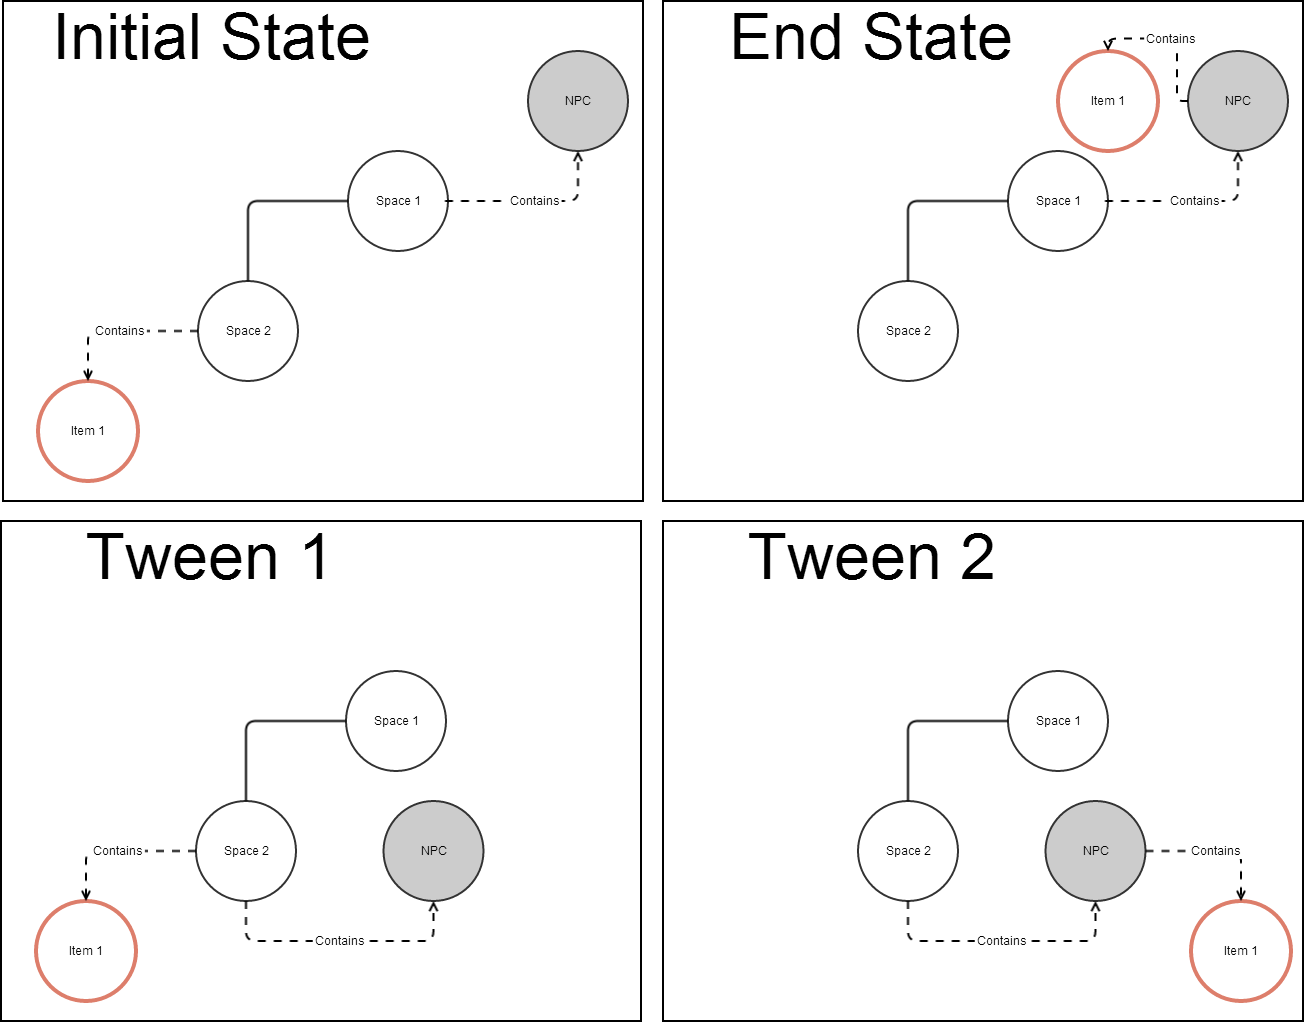 Initial State
NPC
Space 1
Contains
Contains
Space 2
Item 1
End State
Contains
Item 1
NPC
Space 1
Contains
Space 2
Tween 1
Space 1
Contains
Space 2
NPC
Contains
Item 1
Tween 2
Space 1
Space 2
NPC
Contains
Contains
Item 1